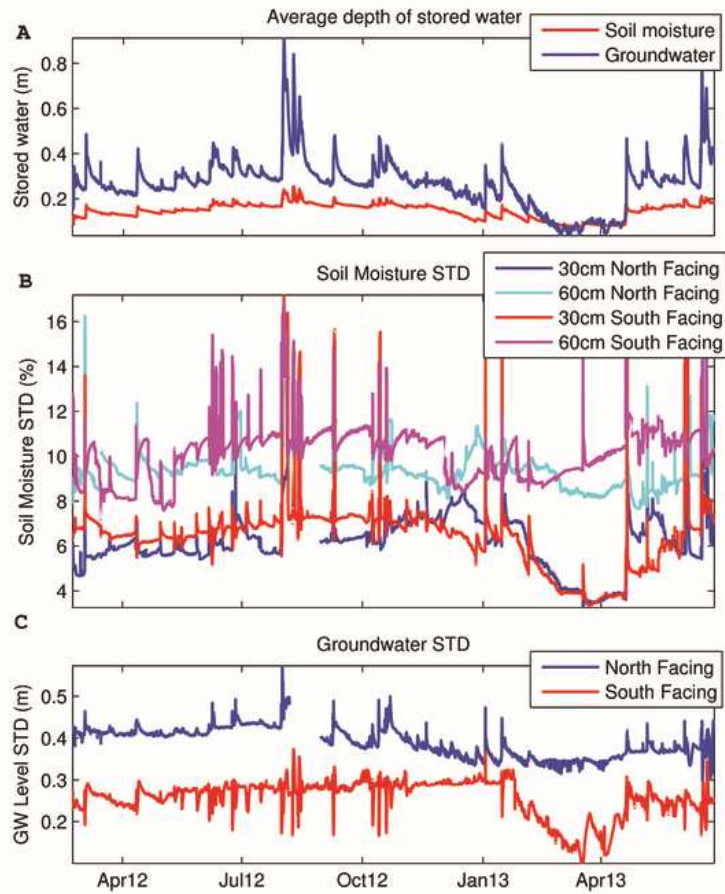 A
Average depth of stored water
Soil moisture
Groundwater
Stored water (m)
0.8
0.6
0.4
0.2
B
Soil Moisture STD
30cm North Facing
60cm North Facing
30cm South Facing
60cm South Facing
Soil Moisture STD (%)
16
14
12
10
8
6
4
C
Groundwater STD
North Facing
South Facing
GW Level STD (m)
0.5
0.4
0.3
0.2
Apr12 Jul12 Oct12 Jan13 Apr13